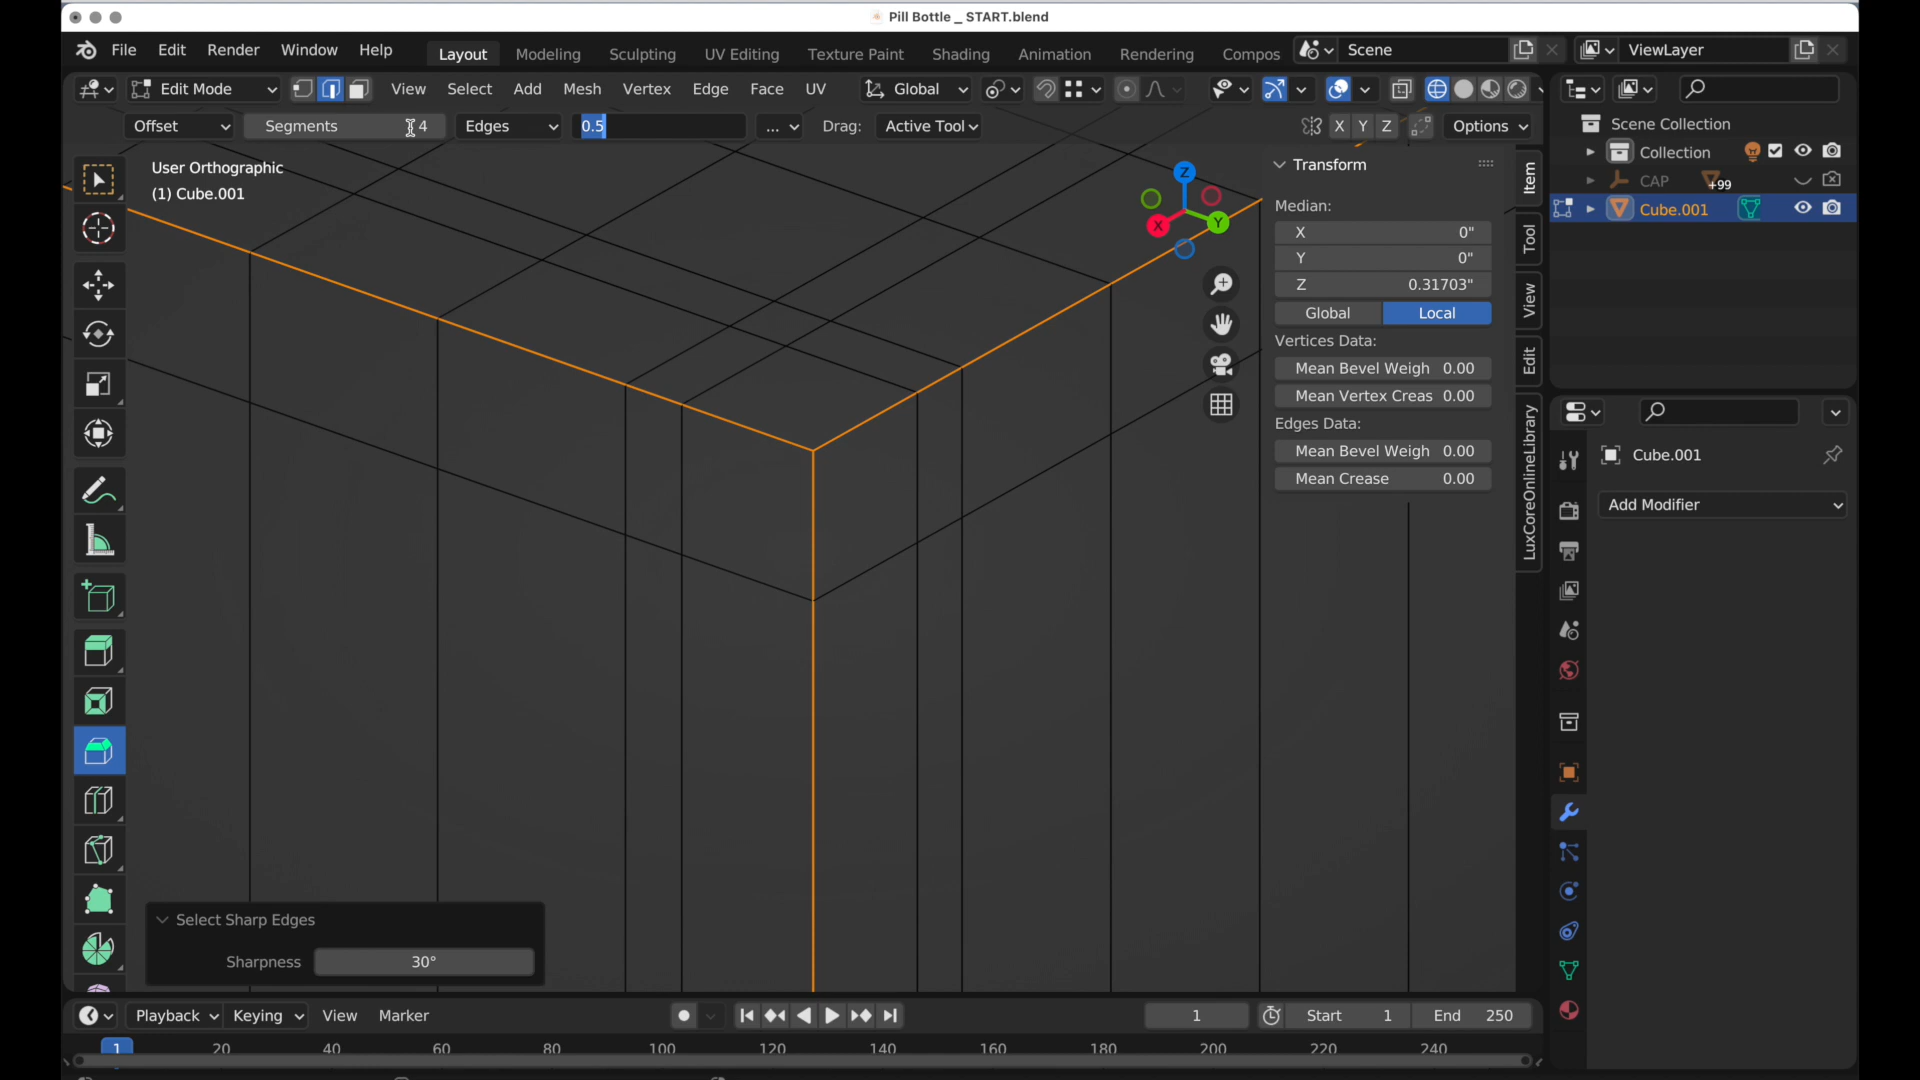 Pill Bottle _ START.blend
File Edit Render Window Help
Layout Modeling Sculpting UV Editing Texture Paint Shading Animation Rendering Compos
Scene
ViewLayer
Edit Mode View Select Add Mesh Vertex Edge Face UV Global
Offset Segments 4 Edges 0.5 ... Drag: Active Tool X Y Z Options
User Orthographic
(1) Cube.001
Z
X
Y
Transform
Median:
X 0"
Y 0"
Z 0.31703"
Global Local
Vertices Data:
Mean Bevel Weigh 0.00
Mean Vertex Creas 0.00
Edges Data:
Mean Bevel Weigh 0.00
Mean Crease 0.00
Item
Tool
View
Edit
LuxCoreOnlineLibrary
Scene Collection
Collection
CAP +99
Cube.001
Cube.001
Add Modifier
Select Sharp Edges
Sharpness 30°
Playback Keying View Marker 1 Start 1 End 250
1 20 40 60 80 100 120 140 160 180 200 220 240